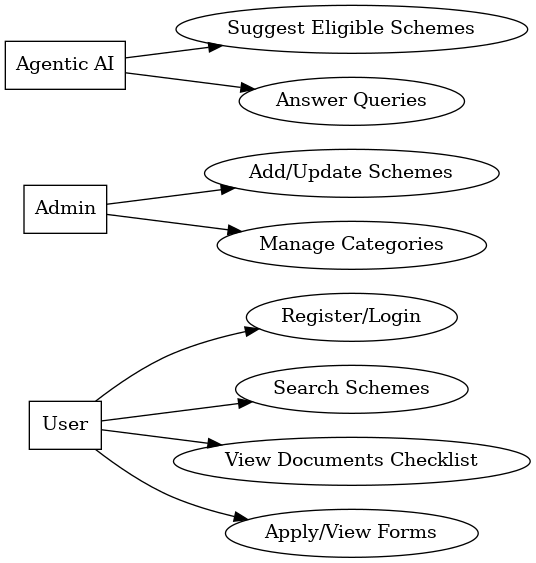 Suggest Eligible Schemes
Agentic AI
Answer Queries
Add/Update Schemes
Admin
Manage Categories
Register/Login
Search Schemes
User
View Documents Checklist
Apply/View Forms